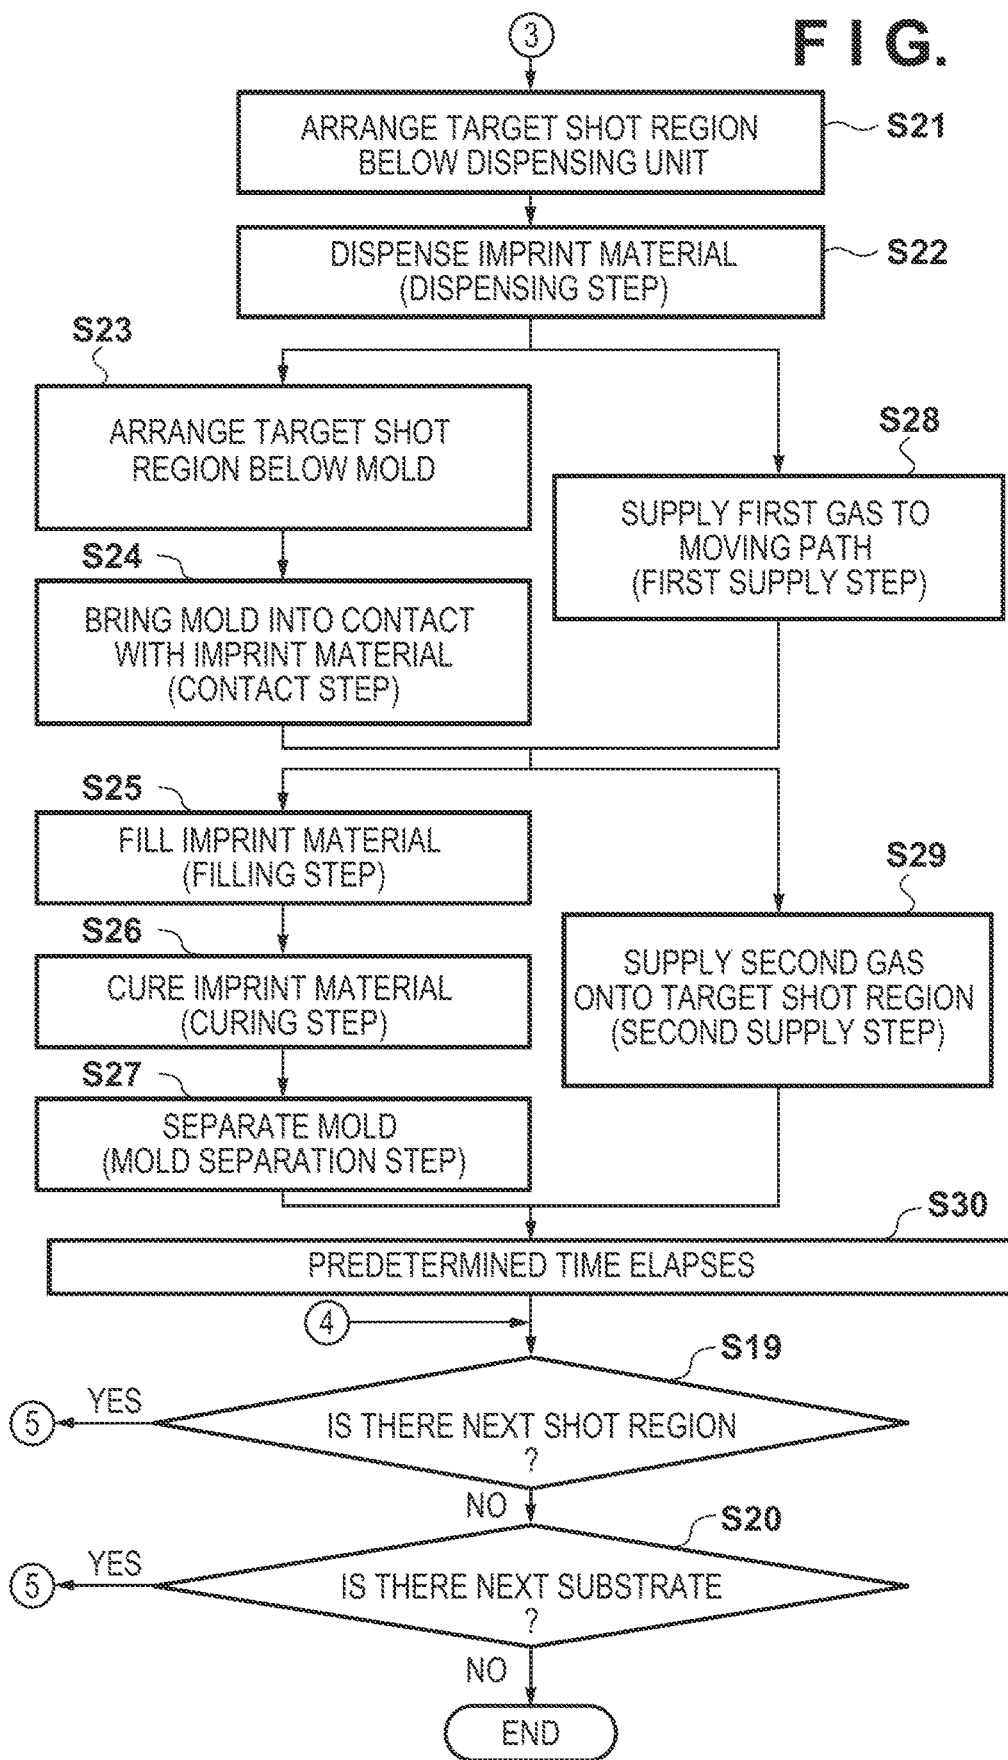 3
F I G.
ARRANGE TARGET SHOT REGION
BELOW DISPENSING UNIT
S21
DISPENSE IMPRINT MATERIAL
(DISPENSING STEP)
S22
S23
ARRANGE TARGET SHOT
REGION BELOW MOLD
S28
SUPPLY FIRST GAS TO
MOVING PATH
(FIRST SUPPLY STEP)
S24
BRING MOLD INTO CONTACT
WITH IMPRINT MATERIAL
(CONTACT STEP)
S25
FILL IMPRINT MATERIAL
(FILLING STEP)
S29
SUPPLY SECOND GAS
ONTO TARGET SHOT REGION
(SECOND SUPPLY STEP)
S26
CURE IMPRINT MATERIAL
(CURING STEP)
S27
SEPARATE MOLD
(MOLD SEPARATION STEP)
S30
PREDETERMINED TIME ELAPSES
4
S19
YES
5
IS THERE NEXT SHOT REGION
?
NO
S20
YES
5
IS THERE NEXT SUBSTRATE
?
NO
END